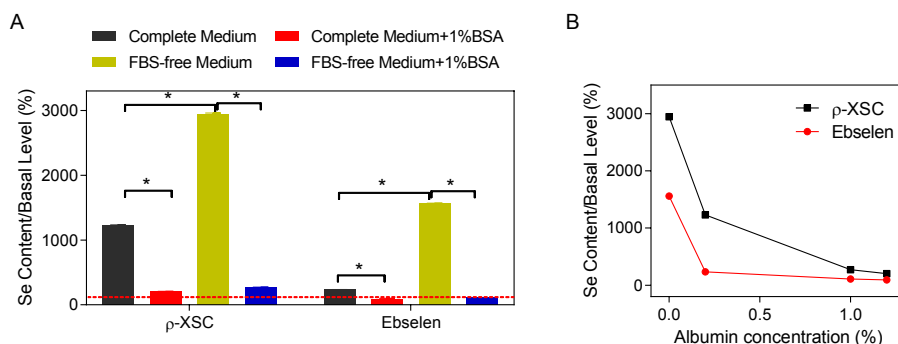 A
Complete Medium
Complete Medium+1%BSA
FBS-free Medium
FBS-free Medium+1%BSA
Se Content/Basal Level (%)
3000
2000
1000
0
*
*
*
*
*
*
ρ-XSC
Ebselen
B
Se Content/Basal Level (%)
3000
2000
1000
0
ρ-XSC
Ebselen
0.0
0.5
1.0
Albumin concentration (%)